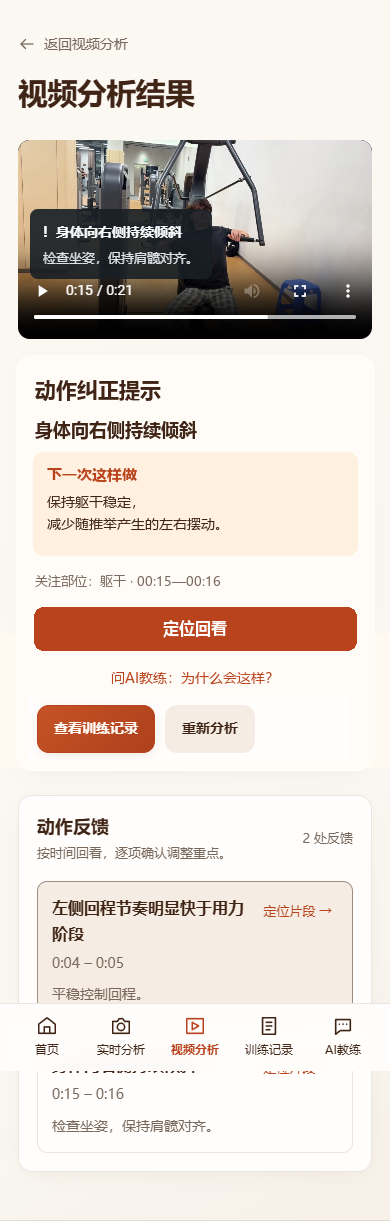 ← 返回视频分析
视频分析结果
! 身体向右侧持续倾斜
检查坐姿，保持肩髋对齐。
0:15 / 0:21
动作纠正提示
身体向右侧持续倾斜
下一次这样做
保持躯干稳定，
减少随推举产生的左右摆动。
关注部位：躯干 · 00:15—00:16
定位回看
问AI教练：为什么会这样？
查看训练记录 重新分析
动作反馈
2 处反馈
按时间回看，逐项确认调整重点。
左侧回程节奏明显快于用力
阶段
定位片段 →
0:04 – 0:05
平稳控制回程。
首页 实时分析 视频分析 训练记录 AI教练
0:15 – 0:16
检查坐姿，保持肩髋对齐。